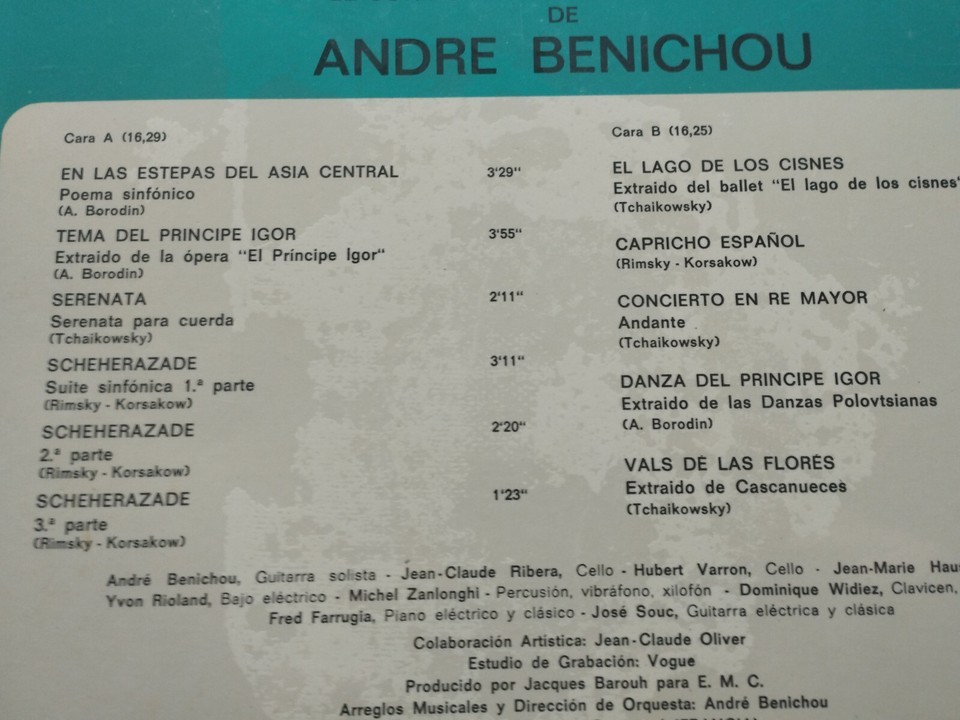 DE
ANDRE BENICHOU
Cara A (16,29)
EN LAS ESTEPAS DEL ASIA CENTRAL 3'29"
Poema sinfónico
(A. Borodin)
TEMA DEL PRINCIPE IGOR 3'55"
Extraido de la ópera "El Príncipe Igor"
(A. Borodin)
SERENATA 2'11"
Serenata para cuerda
(Tchaikowsky)
SCHEHERAZADE 3'11"
Suite sinfónica 1.ª parte
(Rimsky - Korsakow)
SCHEHERAZADE 2'20"
2.ª parte
(Rimsky - Korsakow)
SCHEHERAZADE 1'23"
3.ª parte
(Rimsky - Korsakow)
Cara B (16,25)
EL LAGO DE LOS CISNES
Extraido del ballet "El lago de los cisnes"
(Tchaikowsky)
CAPRICHO ESPAÑOL
(Rimsky - Korsakow)
CONCIERTO EN RE MAYOR
Andante
(Tchaikowsky)
DANZA DEL PRINCIPE IGOR
Extraido de las Danzas Polovtsianas
(A. Borodin)
VALS DE LAS FLORES
Extraido de Cascanueces
(Tchaikowsky)
André Benichou, Guitarra solista - Jean-Claude Ribera, Cello - Hubert Varron, Cello - Jean-Marie
Yvon Rioland, Bajo eléctrico - Michel Zanlonghi - Percusión, vibráfono, xilofón - Dominique Widiez, Clavicen,
Fred Farrugia, Piano eléctrico y clásico - José Souc, Guitarra eléctrica y clásica
Colaboración Artistica: Jean-Claude Oliver
Estudio de Grabación: Vogue
Producido por Jacques Barouh para E. M. C.
Arreglos Musicales y Dirección de Orquesta: André Benichou